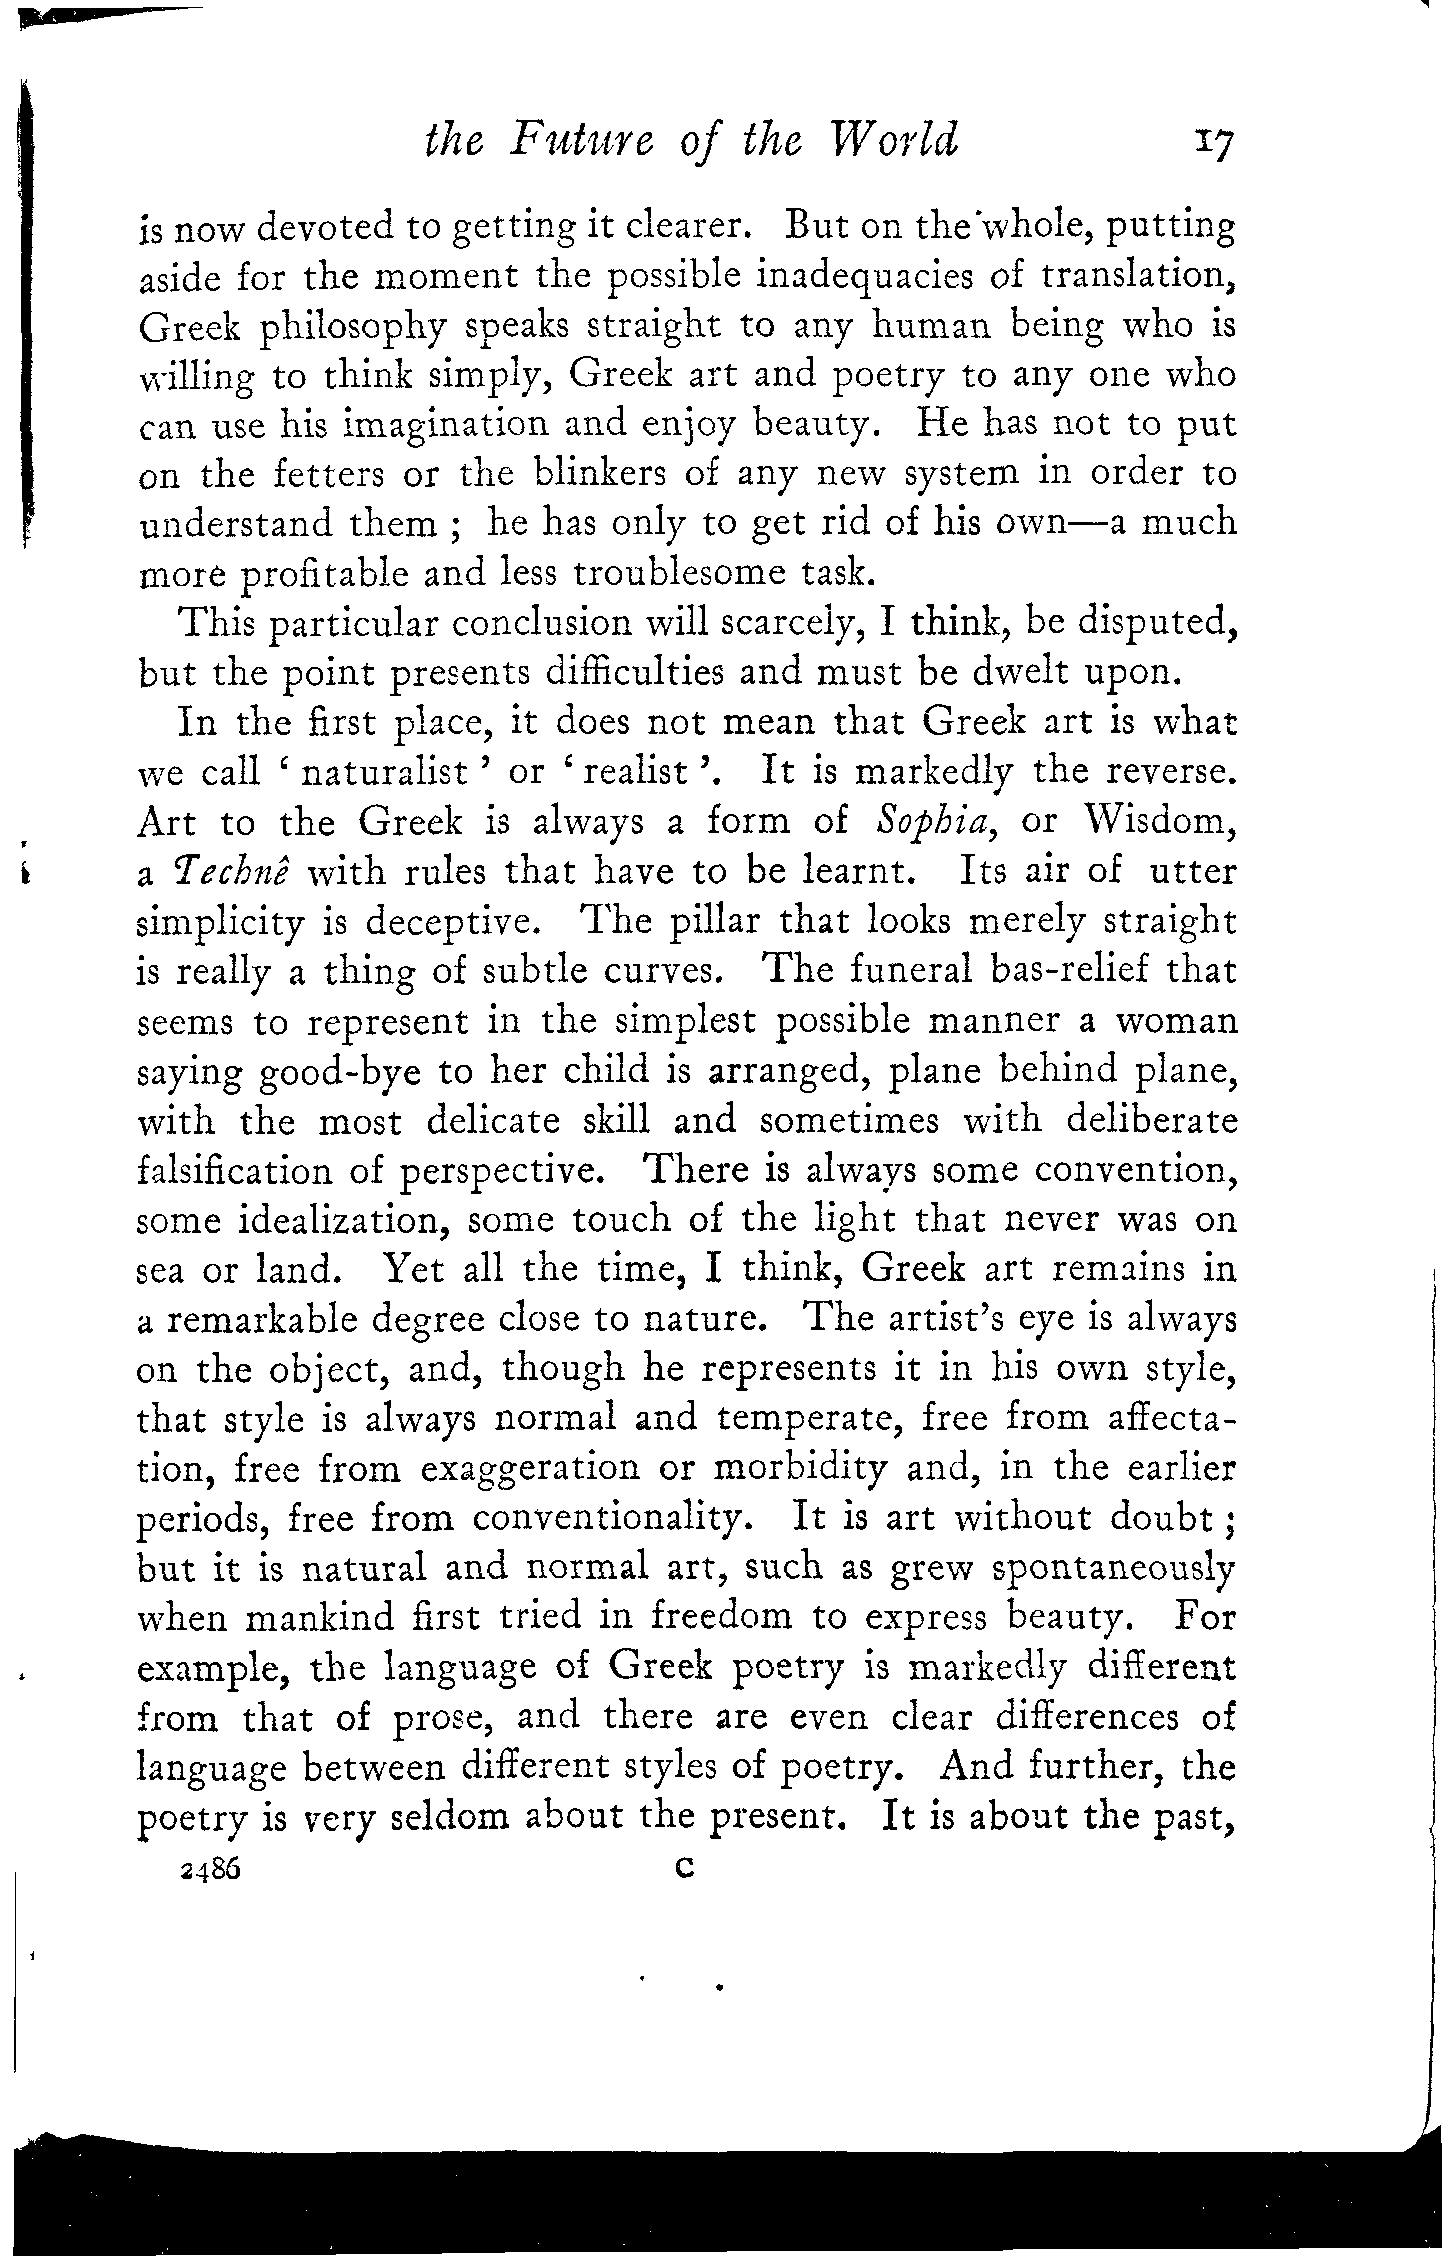 the Future of the World 17
is now devoted to getting it clearer. But on the whole, putting
aside for the moment the possible inadequacies of translation,
Greek philosophy speaks straight to any human being who is
willing to think simply, Greek art and poetry to any one who
can use his imagination and enjoy beauty. He has not to put
on the fetters or the blinkers of any new system in order to
understand them ; he has only to get rid of his own—a much
more profitable and less troublesome task.
This particular conclusion will scarcely, I think, be disputed,
but the point presents difficulties and must be dwelt upon.
In the first place, it does not mean that Greek art is what
we call ‘ naturalist ’ or ‘ realist ’. It is markedly the reverse.
Art to the Greek is always a form of Sophia, or Wisdom,
a Technê with rules that have to be learnt. Its air of utter
simplicity is deceptive. The pillar that looks merely straight
is really a thing of subtle curves. The funeral bas-relief that
seems to represent in the simplest possible manner a woman
saying good-bye to her child is arranged, plane behind plane,
with the most delicate skill and sometimes with deliberate
falsification of perspective. There is always some convention,
some idealization, some touch of the light that never was on
sea or land. Yet all the time, I think, Greek art remains in
a remarkable degree close to nature. The artist’s eye is always
on the object, and, though he represents it in his own style,
that style is always normal and temperate, free from affecta-
tion, free from exaggeration or morbidity and, in the earlier
periods, free from conventionality. It is art without doubt ;
but it is natural and normal art, such as grew spontaneously
when mankind first tried in freedom to express beauty. For
example, the language of Greek poetry is markedly different
from that of prose, and there are even clear differences of
language between different styles of poetry. And further, the
poetry is very seldom about the present. It is about the past,
2486 C